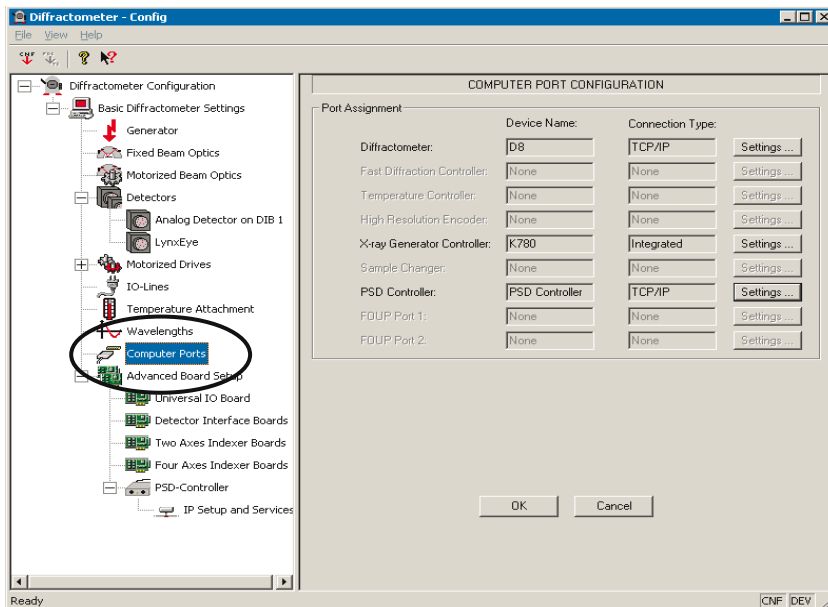 Diffractometer - Config
File View Help
CNF
Diffractometer Configuration
Basic Diffractometer Settings
Generator
Fixed Beam Optics
Motorized Beam Optics
Detectors
Analog Detector on DIB 1
LynxEye
Motorized Drives
IO-Lines
Temperature Attachment
Wavelengths
Computer Ports
Advanced Board Setup
Universal IO Board
Detector Interface Boards
Two Axes Indexer Boards
Four Axes Indexer Boards
PSD-Controller
IP Setup and Services
COMPUTER PORT CONFIGURATION
Port Assignment
Device Name: Connection Type:
Diffractometer: D8 TCP/IP Settings ...
Fast Diffraction Controller: None None Settings ...
Temperature Controller: None None Settings ...
High Resolution Encoder: None None Settings ...
X-ray Generator Controller: K780 Integrated Settings ...
Sample Changer: None None Settings ...
PSD Controller: PSD Controller TCP/IP Settings ...
FOUP Port 1: None None Settings ...
FOUP Port 2: None None Settings ...
OK Cancel
Ready CNF DEV